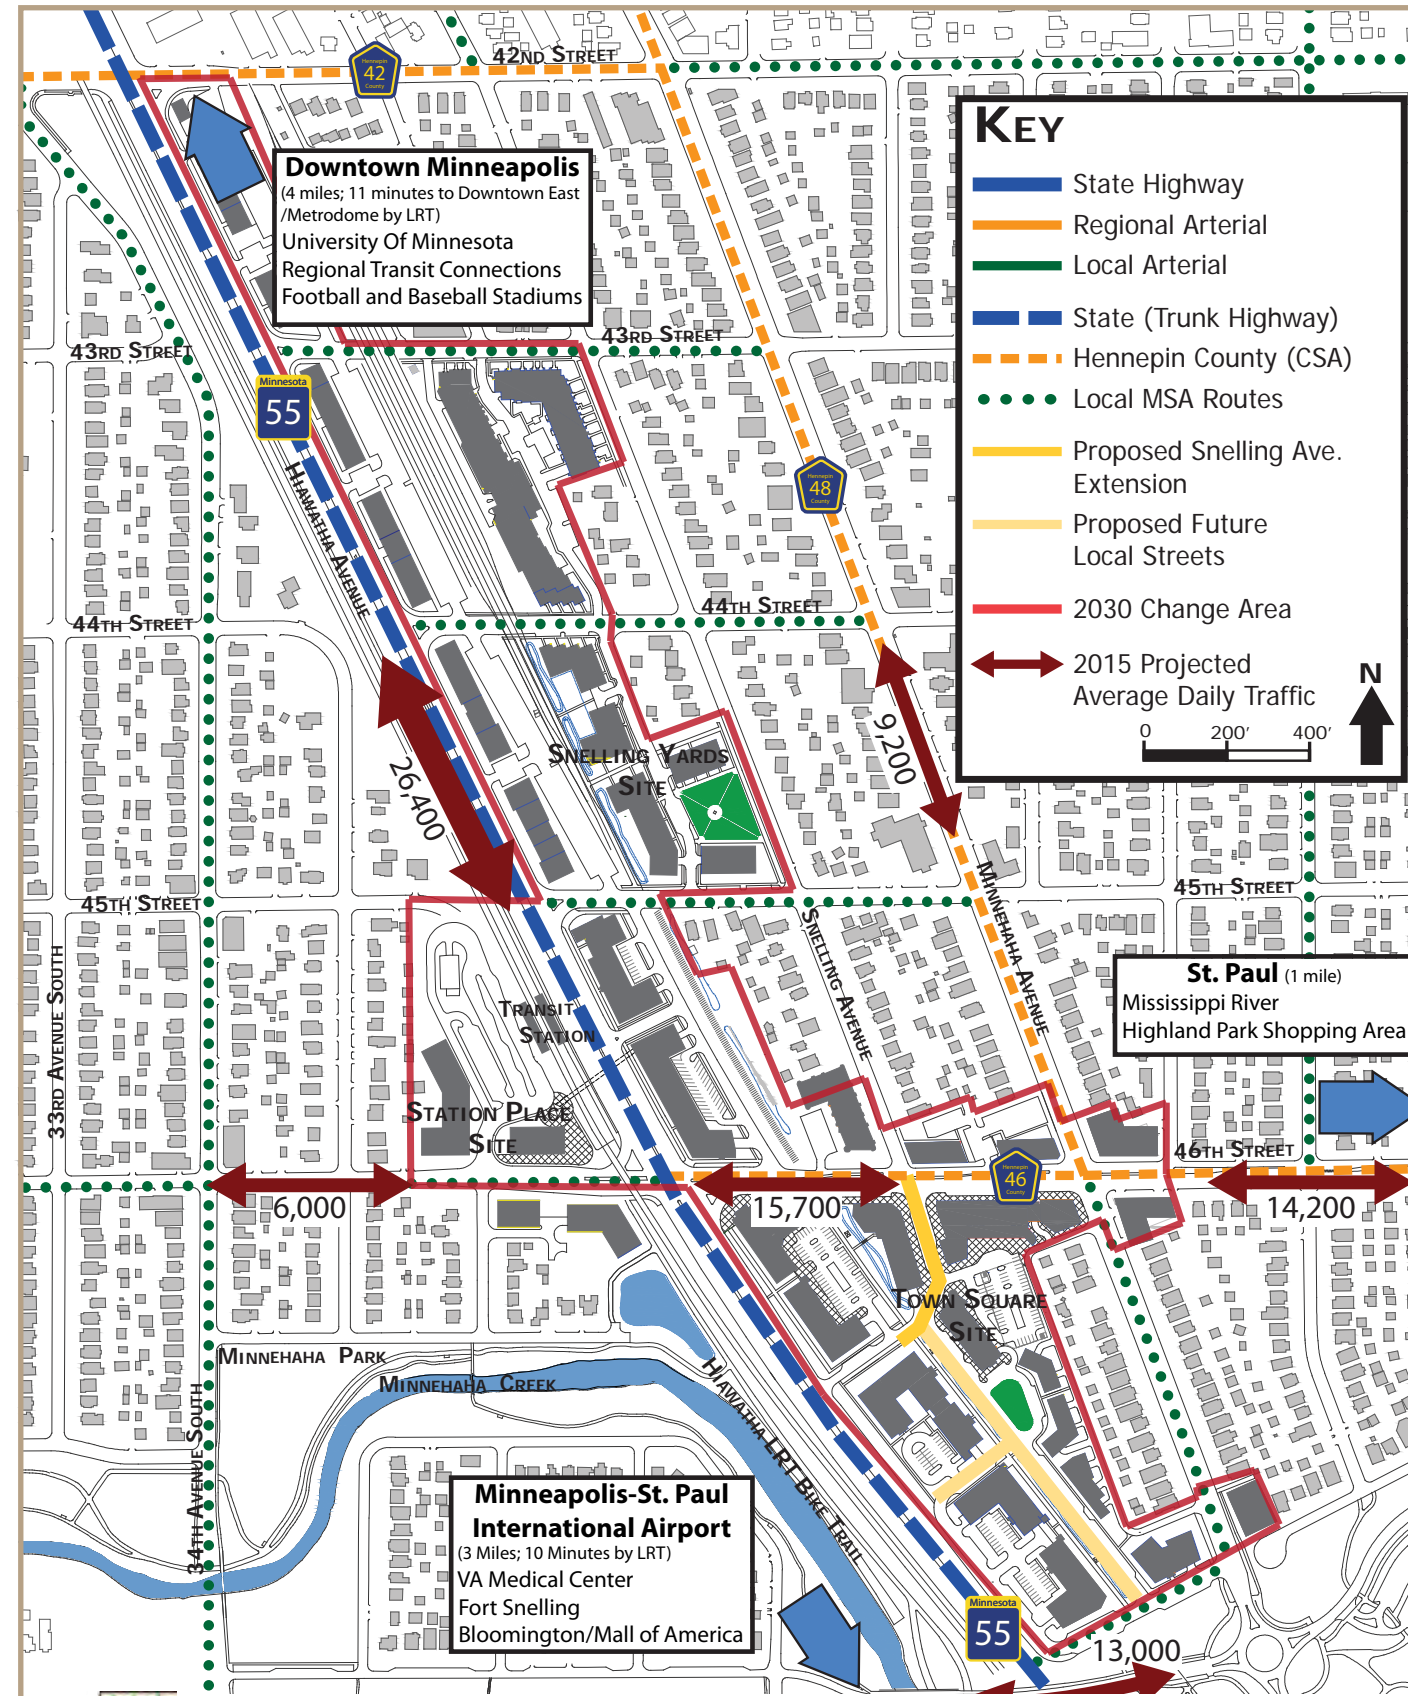 42ND STREET
Hennepin
42
County
Downtown Minneapolis
(4 miles; 11 minutes to Downtown East
/Metrodome by LRT)
University Of Minnesota
Regional Transit Connections
Football and Baseball Stadiums
KEY
State Highway
Regional Arterial
Local Arterial
State (Trunk Highway)
Hennepin County (CSA)
Local MSA Routes
Proposed Snelling Ave.
Extension
Proposed Future
Local Streets
2030 Change Area
2015 Projected
Average Daily Traffic
N
0 200' 400'
43RD STREET
43RD STREET
Minnesota
55
HIAWATHA AVENUE
Hennepin
48
County
44TH STREET
44TH STREET
26,400
9,200
SNELLING YARDS
SITE
45TH STREET
45TH STREET
33RD AVENUE SOUTH
SNELLING AVENUE
MINNEHAHA AVENUE
St. Paul (1 mile)
Mississippi River
Highland Park Shopping Area
TRANSIT
STATION
STATION PLACE
SITE
46TH STREET
Hennepin
46
County
6,000
15,700
14,200
TOWN SQUARE
SITE
MINNEHAHA PARK
MINNEHAHA CREEK
34TH AVENUE SOUTH
HIAWATHA LRT BIKE TRAIL
Minneapolis-St. Paul
International Airport
(3 Miles; 10 Minutes by LRT)
VA Medical Center
Fort Snelling
Bloomington/Mall of America
Minnesota
55
13,000